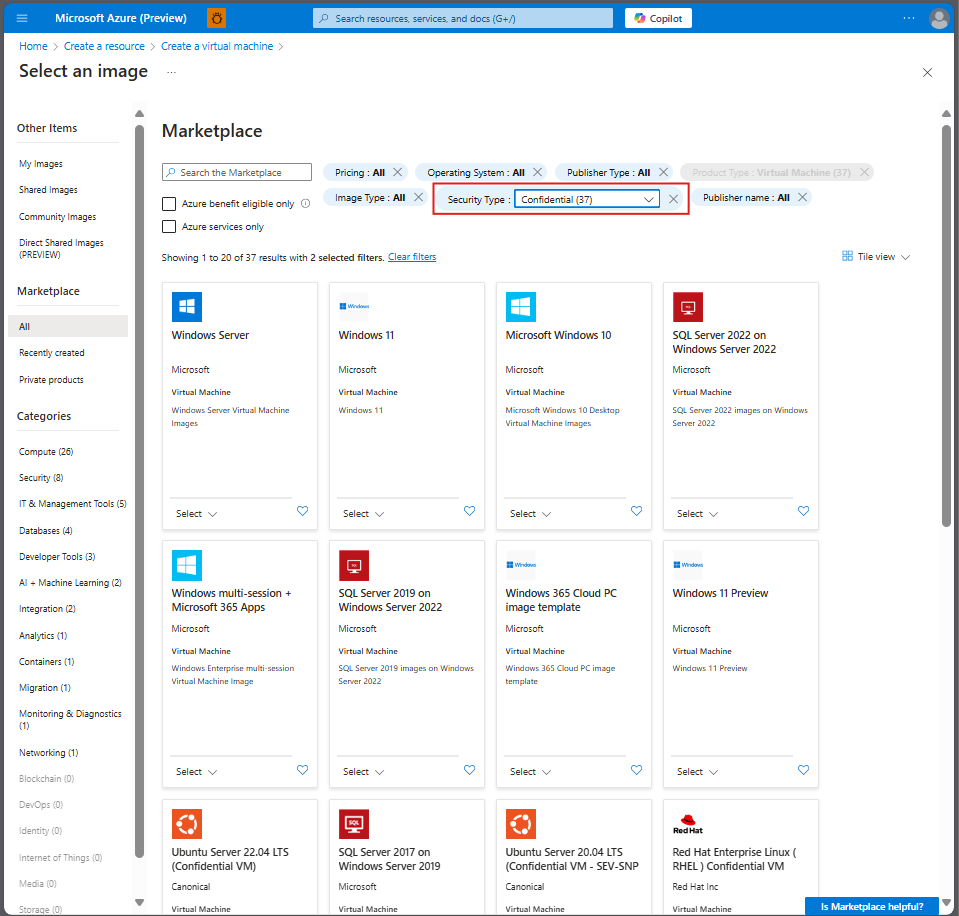 Microsoft Azure (Preview)
Search resources, services, and docs (G+/)
Copilot
Home > Create a resource > Create a virtual machine >
Select an image ...
Other Items
My Images
Shared Images
Community Images
Direct Shared Images
(PREVIEW)
Marketplace
All
Recently created
Private products
Categories
Compute (26)
Security (8)
IT & Management Tools (5)
Databases (4)
Developer Tools (3)
AI + Machine Learning (2)
Integration (2)
Analytics (1)
Containers (1)
Migration (1)
Monitoring & Diagnostics
(1)
Networking (1)
Blockchain (0)
DevOps (0)
Identity (0)
Internet of Things (0)
Media (0)
Storage (0)
Marketplace
Search the Marketplace
Pricing : All
Operating System : All
Publisher Type : All
Product Type : Virtual Machine (37)
Azure benefit eligible only
Image Type : All
Security Type : Confidential (37)
Publisher name : All
Azure services only
Showing 1 to 20 of 37 results with 2 selected filters. Clear filters
Tile view
Windows Server
Microsoft
Virtual Machine
Windows Server Virtual Machine
Images
Select
Windows
Windows 11
Microsoft
Virtual Machine
Windows 11
Select
Microsoft Windows 10
Microsoft
Virtual Machine
Microsoft Windows 10 Desktop
Virtual Machine Images
Select
SQL Server 2022 on
Windows Server 2022
Microsoft
Virtual Machine
SQL Server 2022 images on Windows
Server 2022
Select
Windows multi-session +
Microsoft 365 Apps
Microsoft
Virtual Machine
Windows Enterprise multi-session
Virtual Machine Image
Select
SQL Server 2019 on
Windows Server 2022
Microsoft
Virtual Machine
SQL Server 2019 images on Windows
Server 2022
Select
Windows
Windows 365 Cloud PC
image template
Microsoft
Virtual Machine
Windows 365 Cloud PC image
template
Select
Windows
Windows 11 Preview
Microsoft
Virtual Machine
Windows 11 Preview
Select
Ubuntu Server 22.04 LTS
(Confidential VM)
Canonical
Virtual Machine
SQL
SQL Server 2017 on
Windows Server 2019
Microsoft
Virtual Machine
Ubuntu Server 20.04 LTS
(Confidential VM - SEV-SNP
Canonical
Virtual Machine
Red Hat
Red Hat Enterprise Linux (
RHEL ) Confidential VM
Red Hat Inc
Virtual Machine
Is Marketplace helpful?